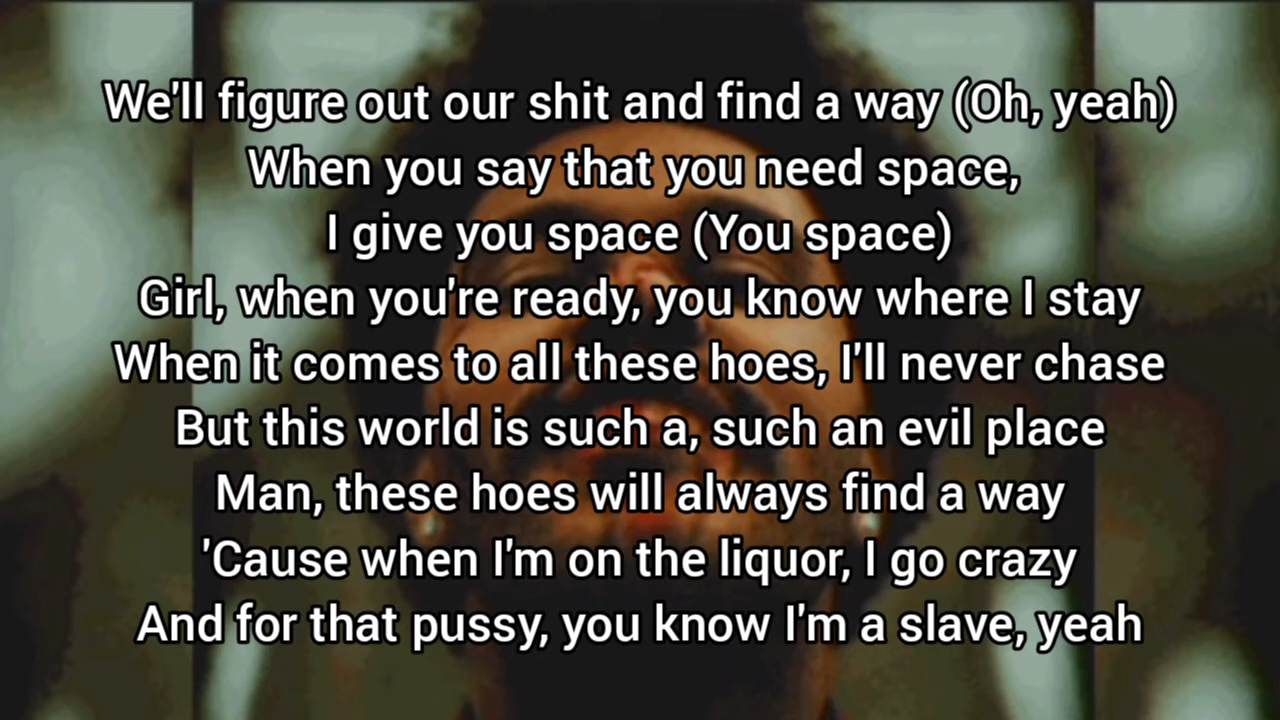 We'll figure out our shit and find a way (Oh, yeah)
When you say that you need space,
I give you space (You space)
Girl, when you're ready, you know where I stay
When it comes to all these hoes, I'll never chase
But this world is such a, such an evil place
Man, these hoes will always find a way
'Cause when I'm on the liquor, I go crazy
And for that pussy, you know I'm a slave, yeah